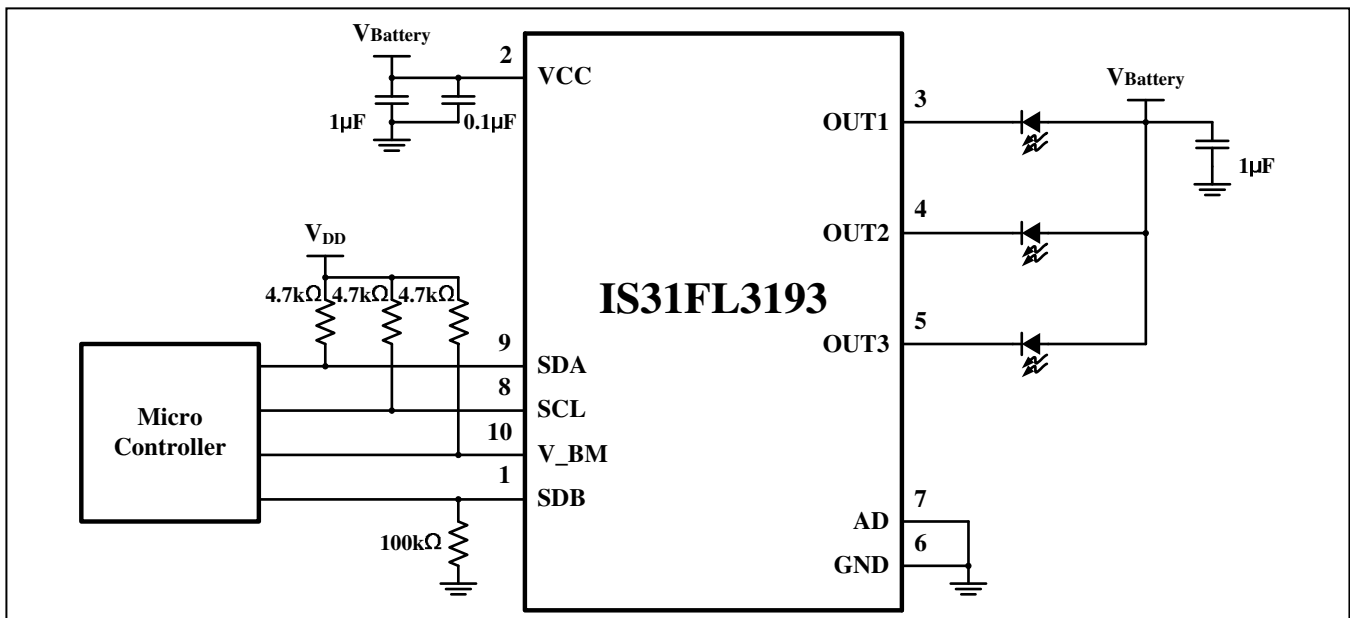 VBattery
2
VCC
1μF
0.1μF
VDD
4.7kΩ
4.7kΩ
4.7kΩ
Micro
Controller
9
SDA
8
SCL
10
V_BM
1
SDB
100kΩ
IS31FL3193
3
OUT1
4
OUT2
5
OUT3
VBattery
1μF
7
AD
6
GND